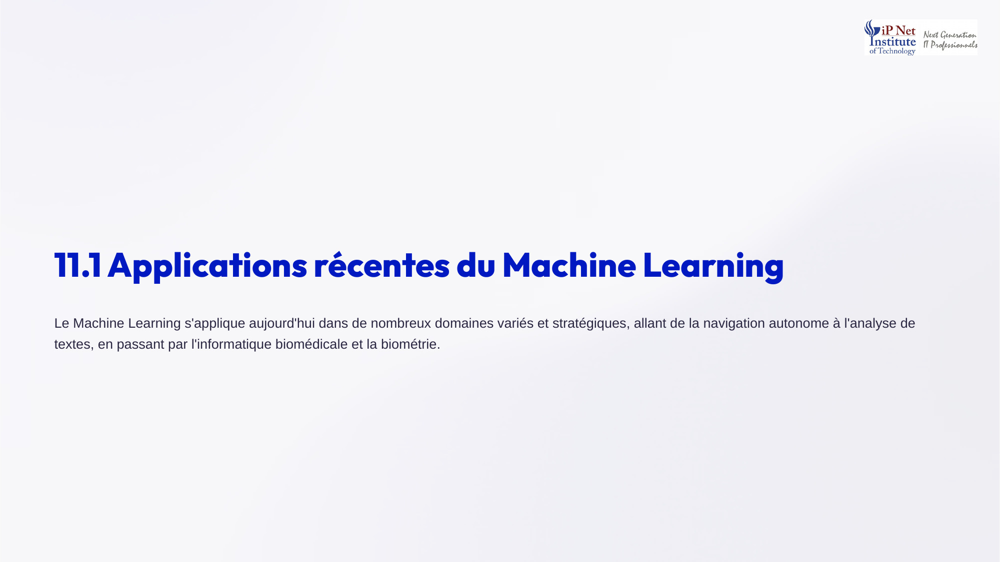 iP Net
Institute
of Technology
Next Generation
IT Professionnels
11.1 Applications récentes du Machine Learning
Le Machine Learning s'applique aujourd'hui dans de nombreux domaines variés et stratégiques, allant de la navigation autonome à l'analyse de
textes, en passant par l'informatique biomédicale et la biométrie.